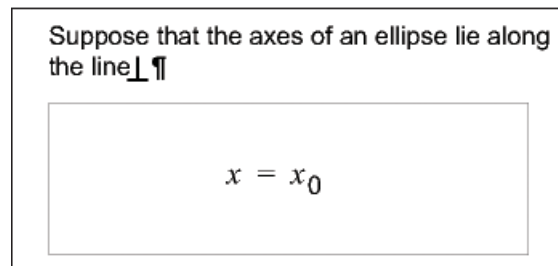 Suppose that the axes of an ellipse lie along
the line⊥ ¶
x = x₀